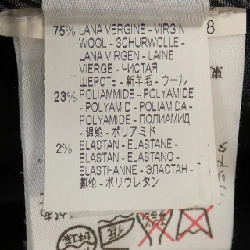 75% LANA VERGINE - VIRGIN
WOOL - SCHURWOLLE -
LANA VIRGEN - LAINE
VIERGE - ЧИСТАЯ
ШЕРСТЬ - 新羊毛 - ウール
23% POLIAMMIDE - POLYAMIDE
- POLYAMID - POLIAMIDA -
POLYAMIDE - ПОЛИАМИД
- 锦纶 - ポリアミド
2% ELASTAN - ELASTANE -
ELASTAN - ELASTANO -
ELASTHANNE - ЭЛАСТАН -
氨纶 - ポリウレタン
8